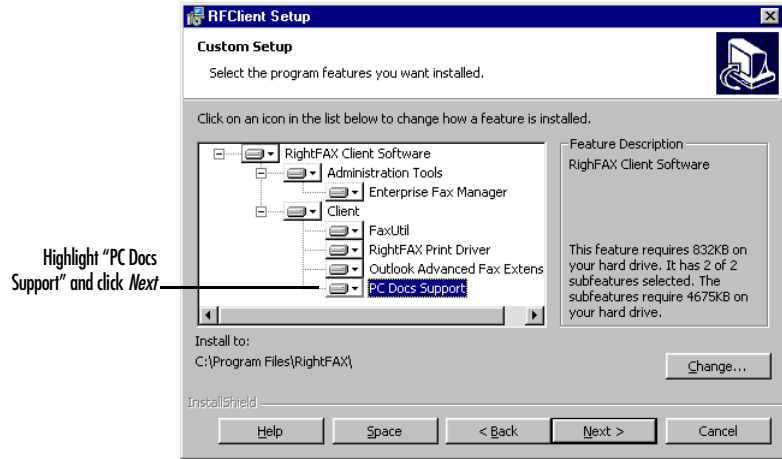 RFClient Setup
Custom Setup
Select the program features you want installed.
Click on an icon in the list below to change how a feature is installed.
RightFAX Client Software
Administration Tools
Enterprise Fax Manager
Client
FaxUtil
RightFAX Print Driver
Outlook Advanced Fax Extens
PC Docs Support
Feature Description
RighFAX Client Software
This feature requires 832KB on
your hard drive. It has 2 of 2
subfeatures selected. The
subfeatures require 4675KB on
your hard drive.
Highlight “PC Docs
Support” and click Next
Install to:
C:\Program Files\RightFAX\
Change...
InstallShield
Help
Space
< Back
Next >
Cancel